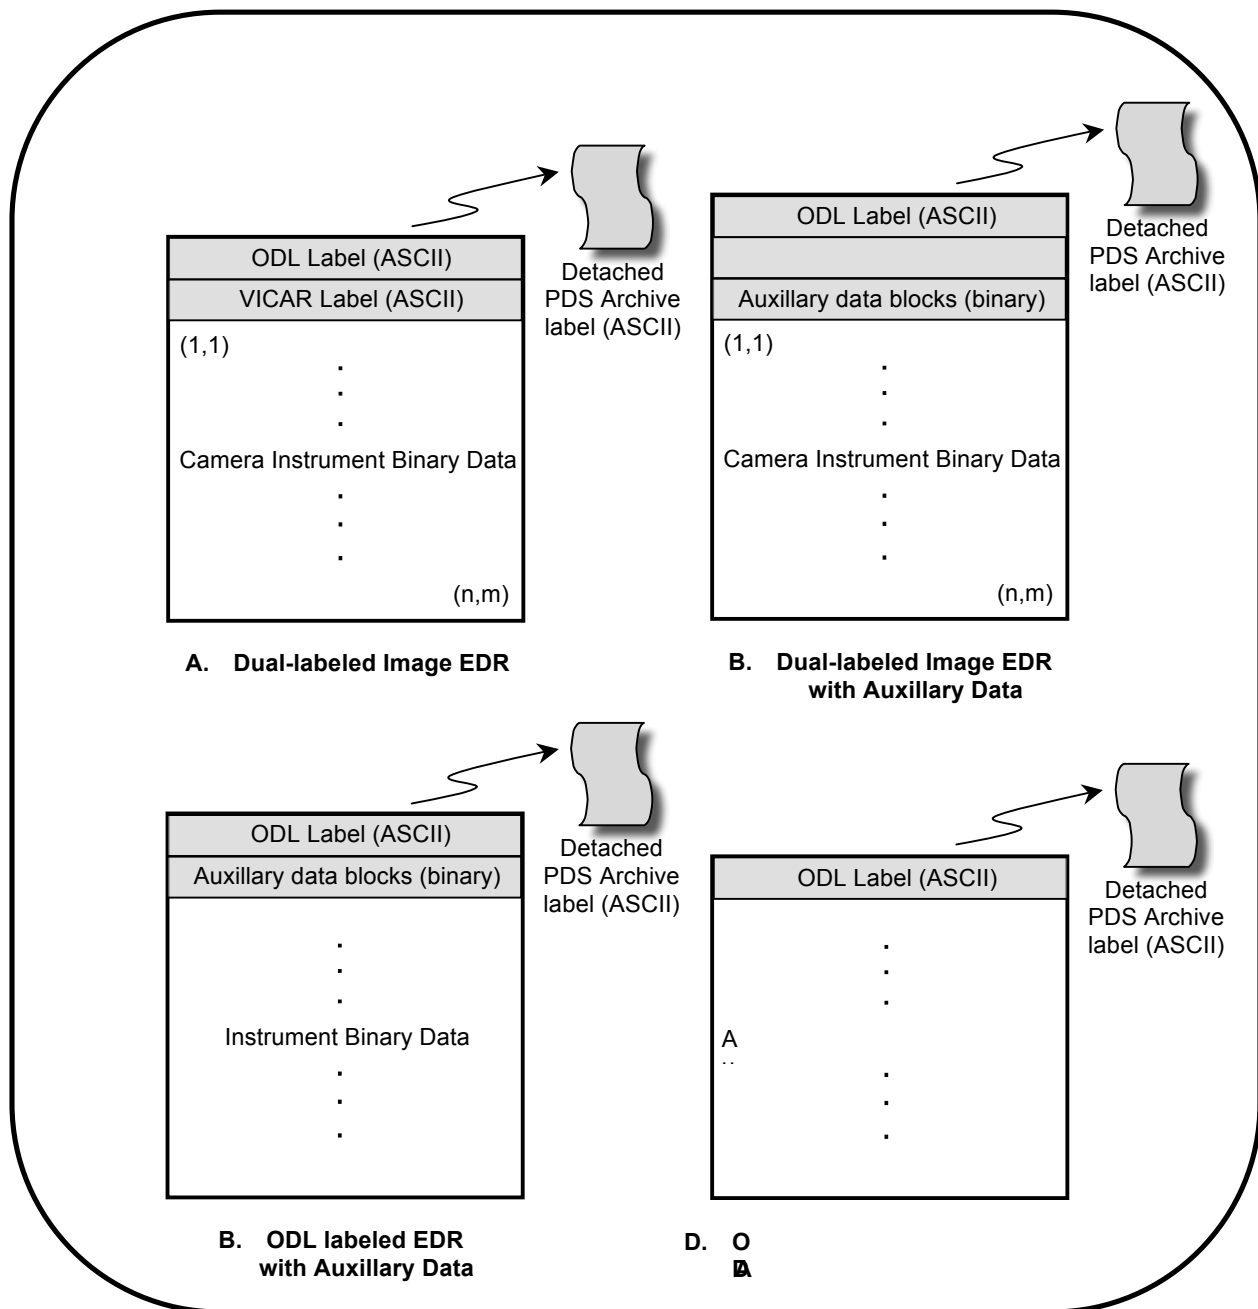 ODL Label (ASCII)
VICAR Label (ASCII)
(1,1)
Camera Instrument Binary Data
(n,m)
Detached
PDS Archive
label (ASCII)
A. Dual-labeled Image EDR
ODL Label (ASCII)
Auxillary data blocks (binary)
(1,1)
Camera Instrument Binary Data
(n,m)
Detached
PDS Archive
label (ASCII)
B. Dual-labeled Image EDR
with Auxillary Data
ODL Label (ASCII)
Auxillary data blocks (binary)
Instrument Binary Data
Detached
PDS Archive
label (ASCII)
B. ODL labeled EDR
with Auxillary Data
ODL Label (ASCII)
A
Detached
PDS Archive
label (ASCII)
D. O